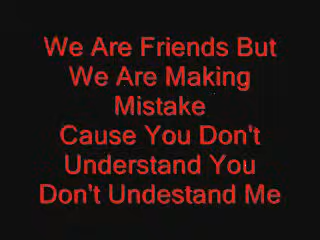 We Are Friends But
We Are Making
Mistake
Cause You Don't
Understand You
Don't Undestand Me